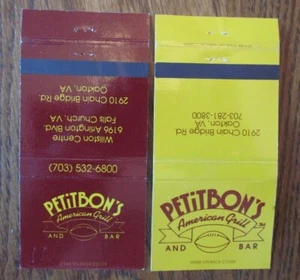 2910 Chain Bridge Rd.
Oakton, VA
Williston Centre
6196 Arlington Blvd
Falls Church, VA
(703) 532-6800
PETITBON'S
American Grill
AND BAR
2910 Chain Bridge Rd.
Oakton, VA
703-281-3800
PETITBON'S
American Grill
AND BAR